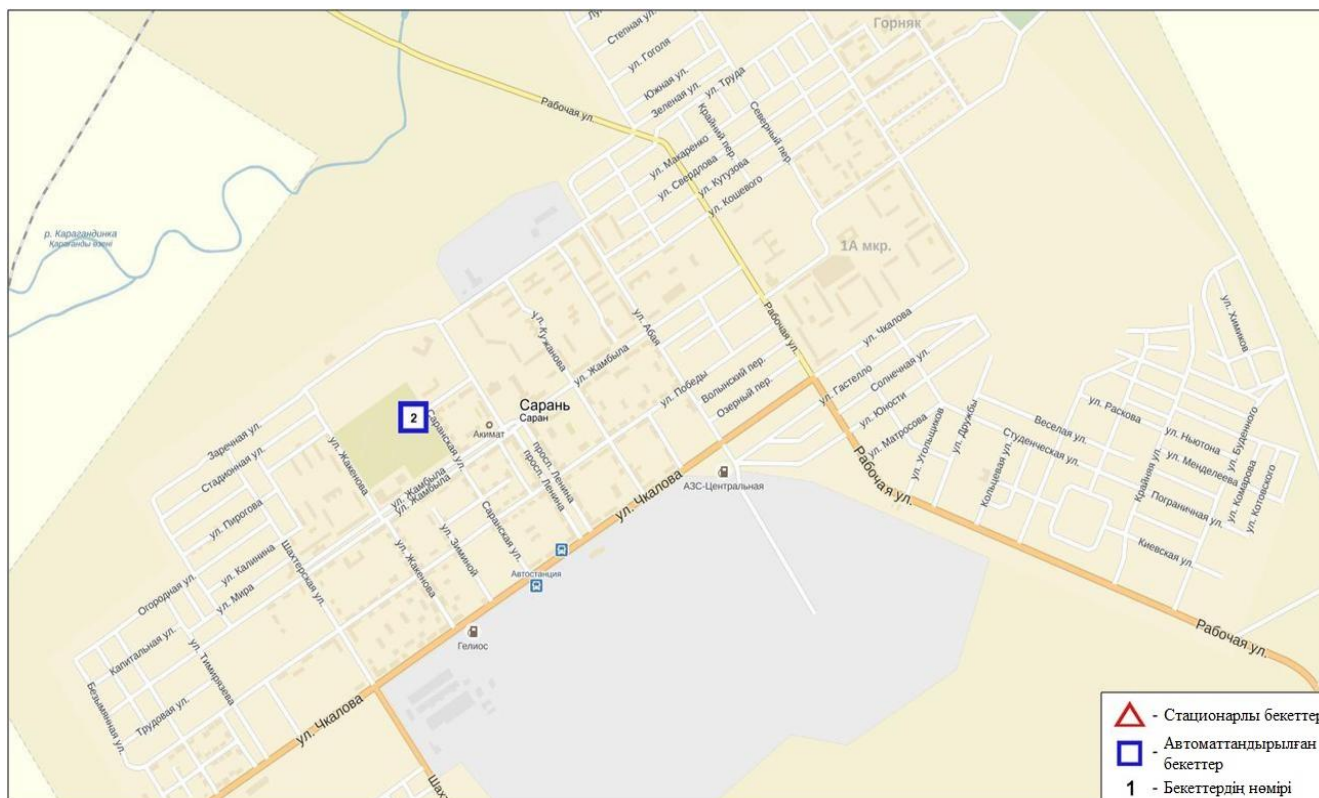 Степная ул.
Горняк
ул. Гоголя
Южная ул.
Зеленая ул.
ул. Труда
Рабочая ул.
Крайний пер.
Северный пер.
ул. Макаренко
ул. Свердлова
ул. Кутузова
ул. Кошевого
р. Карагандинка
Қарағанды өзені
1А мкр.
ул. Химиков
Рабочая ул.
ул. Кужанова
ул. Абая
ул. Жамбыла
ул. Чкалова
ул. Гастелло
Солнечная ул.
ул. Победы
Волынский пер.
Озерный пер.
ул. Юности
ул. Матросова
ул. Угольщиков
ул. Дружбы
Веселая ул.
Студенческая ул.
Кольцевая ул.
ул. Раскова
ул. Ньютона
ул. Буденного
ул. Менделеева
Крайняя ул.
ул. Комарова
ул. Котовского
Пограничная ул.
Киевская ул.
2
Сарань
Саран
Акимат
Саранская ул.
просп. Ленина
просп. Ленина
Заречная ул.
Стадионная ул.
ул. Жакенова
ул. Жамбыла
ул. Жамбыла
АЗС-Центральная
ул. Чкалова
Рабочая ул.
ул. Пирогова
Саранская ул.
ул. Зиминой
ул. Жакенова
Шахтерская ул.
ул. Калинина
ул. Мира
Огородная ул.
Автостанция
Гелиос
Капитальная ул.
ул. Тимирязева
Безымянная ул.
Трудовая ул.
ул. Чкалова
Рабочая ул.
- Стационарлы бекеттер
- Автоматтандырылған
бекеттер
1 - Бекеттердің нөмірі